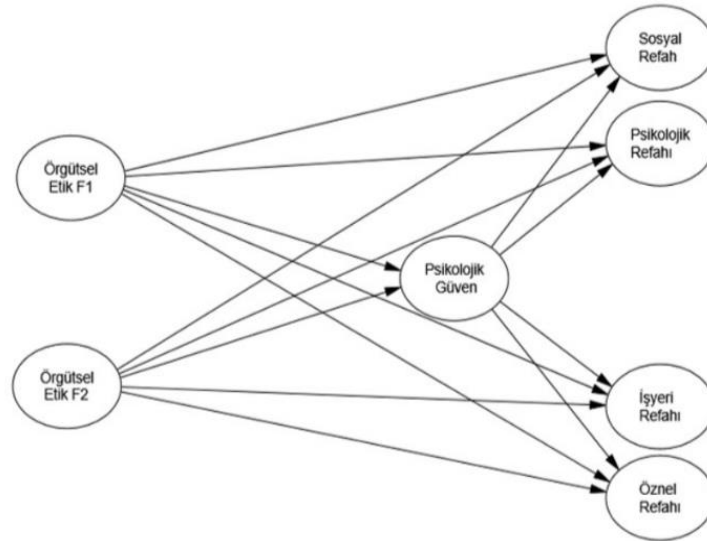 Sosyal
Refah
Psikolojik
Refahı
Örgütsel
Etik F1
Psikolojik
Güven
Örgütsel
Etik F2
İşyeri
Refahı
Öznel
Refahı